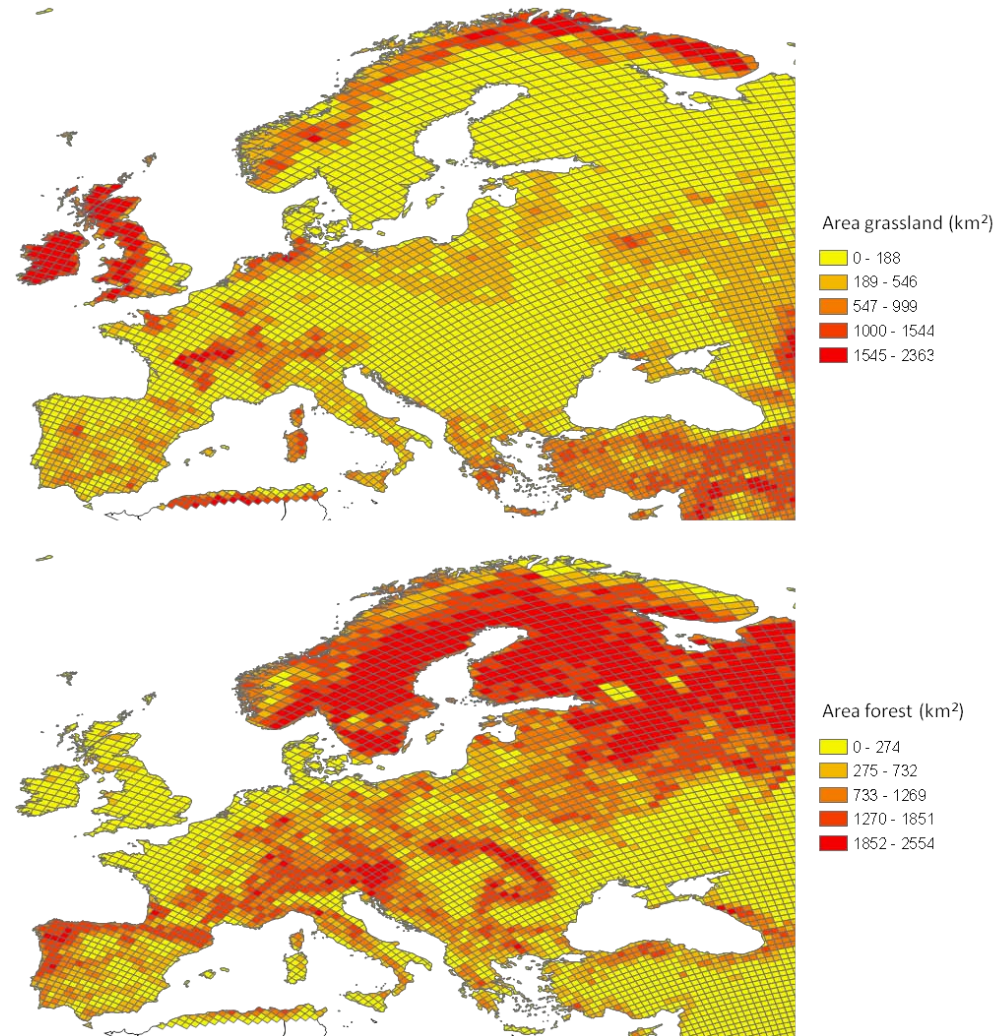 Area grassland (km²)
0 - 188
189 - 546
547 - 999
1000 - 1544
1545 - 2363
Area forest (km²)
0 - 274
275 - 732
733 - 1269
1270 - 1851
1852 - 2554